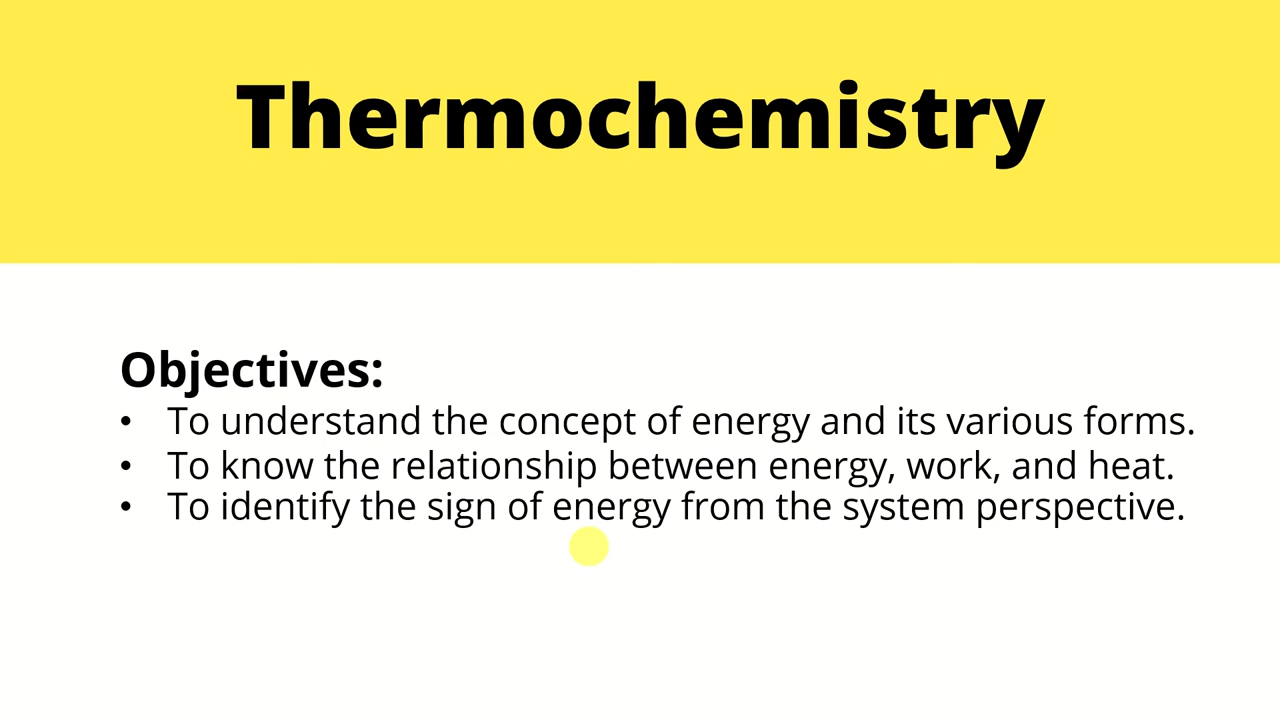 Thermochemistry
Objectives:
• To understand the concept of energy and its various forms.
• To know the relationship between energy, work, and heat.
• To identify the sign of energy from the system perspective.